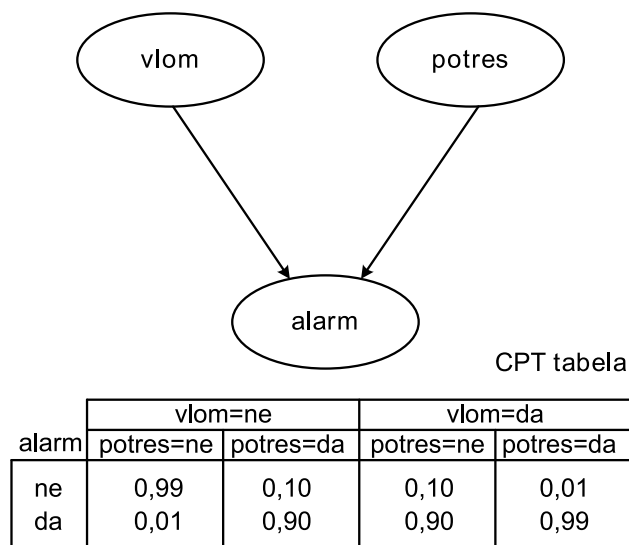 vlom potres
alarm
CPT tabela
vlom=ne vlom=da
alarm potres=ne potres=da potres=ne potres=da
ne 0,99 0,10 0,10 0,01
da 0,01 0,90 0,90 0,99